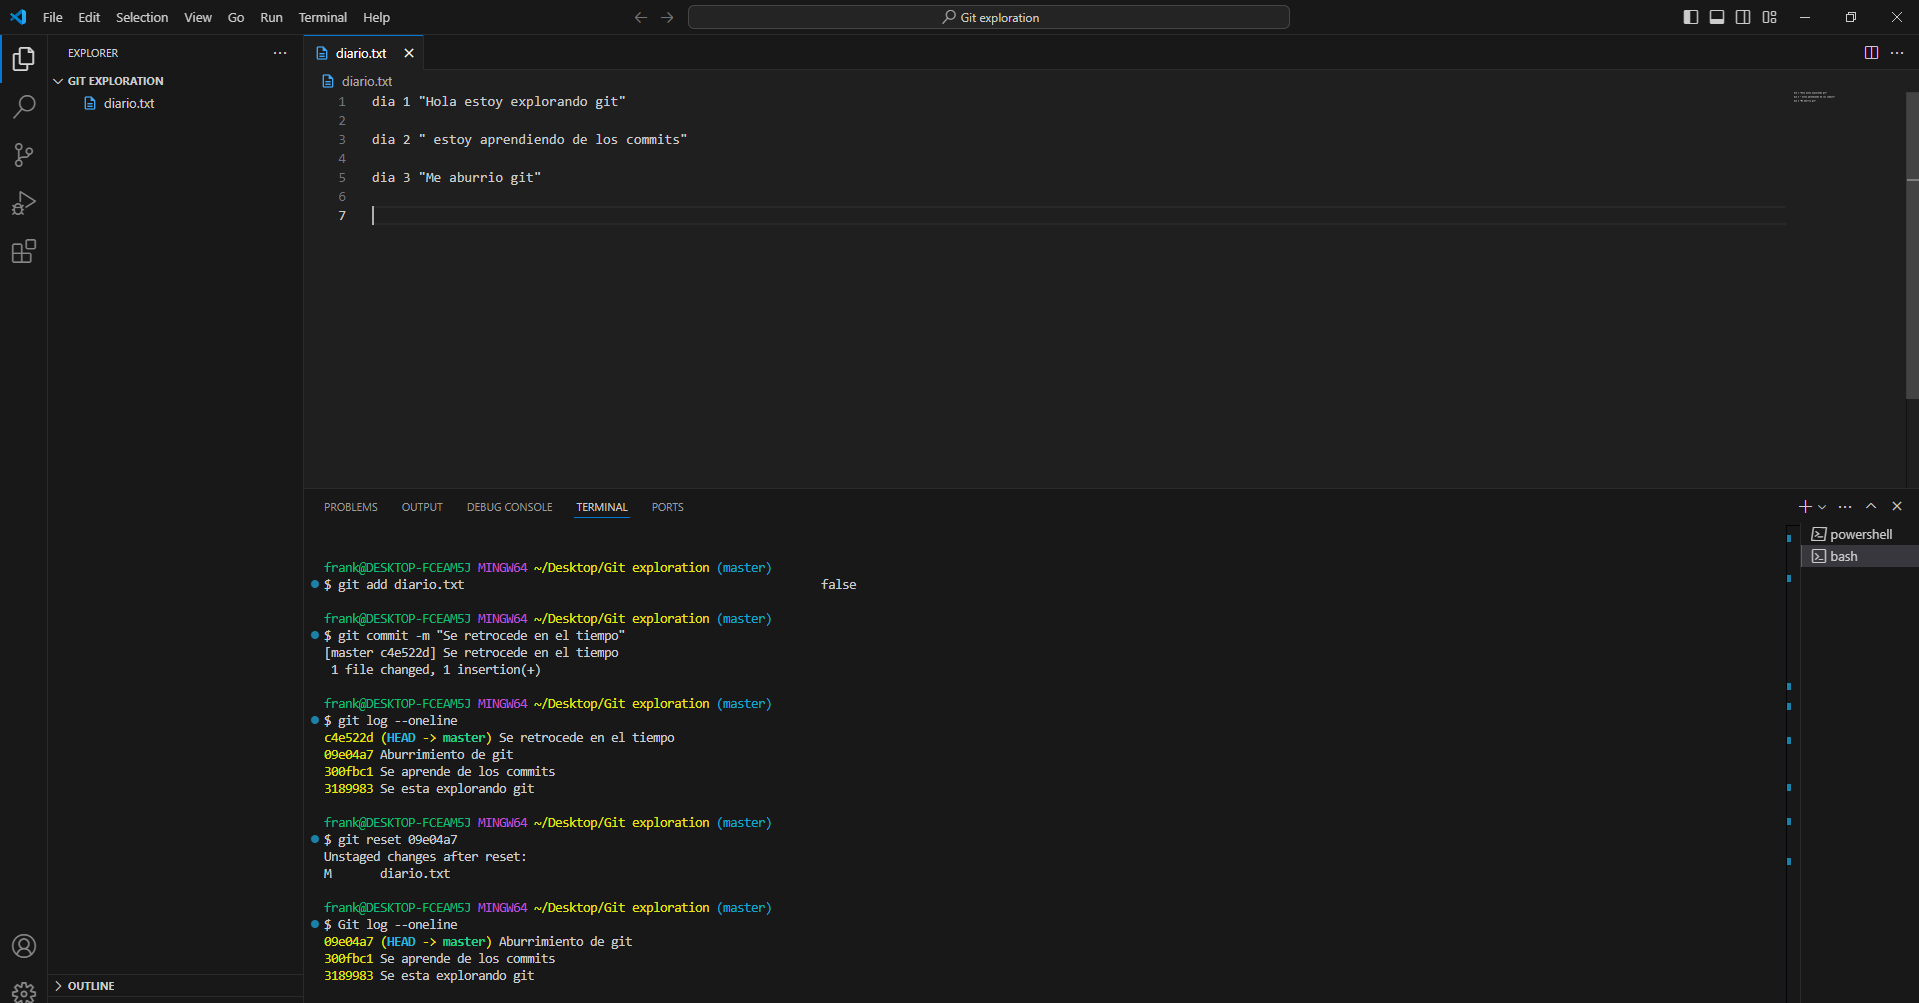 File Edit Selection View Go Run Terminal Help
Git exploration
EXPLORER
GIT EXPLORATION
diario.txt
OUTLINE
diario.txt
diario.txt
1 dia 1 "Hola estoy explorando git"
2
3 dia 2 " estoy aprendiendo de los commits"
4
5 dia 3 "Me aburrio git"
6
7
PROBLEMS OUTPUT DEBUG CONSOLE TERMINAL PORTS
powershell
bash
frank@DESKTOP-FCEAM5J MINGW64 ~/Desktop/Git exploration (master)
$ git add diario.txt false
frank@DESKTOP-FCEAM5J MINGW64 ~/Desktop/Git exploration (master)
$ git commit -m "Se retrocede en el tiempo"
[master c4e522d] Se retrocede en el tiempo
1 file changed, 1 insertion(+)
frank@DESKTOP-FCEAM5J MINGW64 ~/Desktop/Git exploration (master)
$ git log --oneline
c4e522d (HEAD -> master) Se retrocede en el tiempo
09e04a7 Aburrimiento de git
300fbc1 Se aprende de los commits
3189983 Se esta explorando git
frank@DESKTOP-FCEAM5J MINGW64 ~/Desktop/Git exploration (master)
$ git reset 09e04a7
Unstaged changes after reset:
M diario.txt
frank@DESKTOP-FCEAM5J MINGW64 ~/Desktop/Git exploration (master)
$ Git log --oneline
09e04a7 (HEAD -> master) Aburrimiento de git
300fbc1 Se aprende de los commits
3189983 Se esta explorando git